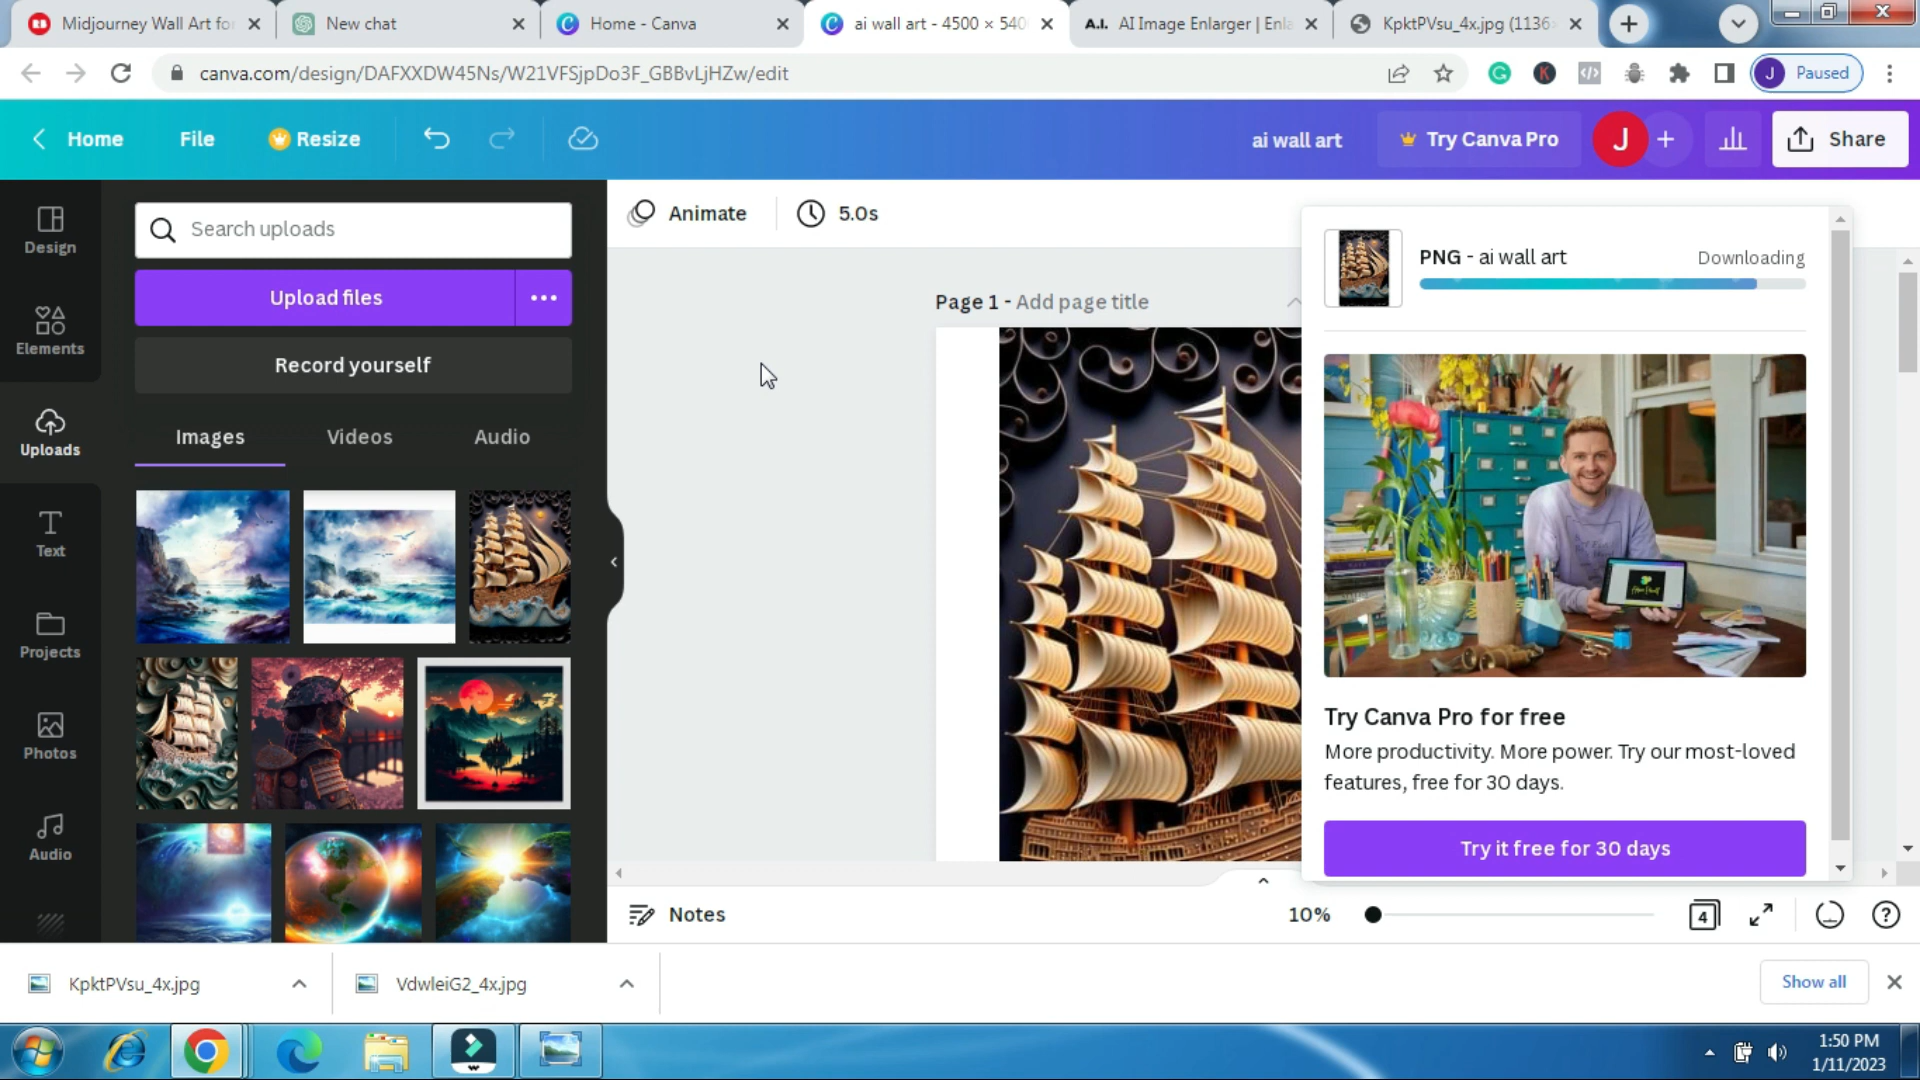 Midjourney Wall Art for
New chat
Home - Canva
ai wall art - 4500 × 540
A.I. AI Image Enlarger | Enla
KpktPVsu_4x.jpg (1136×
canva.com/design/DAFXXDW45Ns/W21VFSjpDo3F_GBBvLjHZw/edit
J Paused
Home
File
Resize
ai wall art
Try Canva Pro
J
Share
Design
Elements
Uploads
Text
Projects
Photos
Audio
Search uploads
Upload files
Record yourself
Images
Videos
Audio
Animate
5.0s
Page 1 - Add page title
PNG - ai wall art
Downloading
Try Canva Pro for free
More productivity. More power. Try our most-loved
features, free for 30 days.
Try it free for 30 days
Notes
10%
4
KpktPVsu_4x.jpg
VdwleiG2_4x.jpg
Show all
1:50 PM
1/11/2023